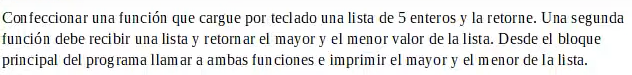 Confeccionar una función que cargue por teclado una lista de 5 enteros y la retorne. Una segunda
función debe recibir una lista y retornar el mayor y el menor valor de la lista. Desde el bloque
principal del programa llamar a ambas funciones e imprimir el mayor y el menor de la lista.